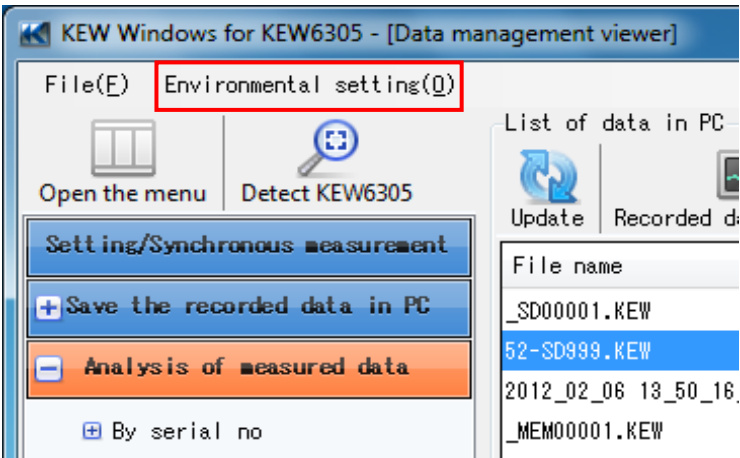 KEW Windows for KEW6305 - [Data management viewer]
File(F) Environmental setting(O)
List of data in PC
Open the menu Detect KEW6305
Update Recorded da
Setting/Synchronous measurement
File name
Save the recorded data in PC
_SD00001.KEW
52-SD999.KEW
Analysis of measured data
2012_02_06 13_50_16_
_MEM00001.KEW
By serial no